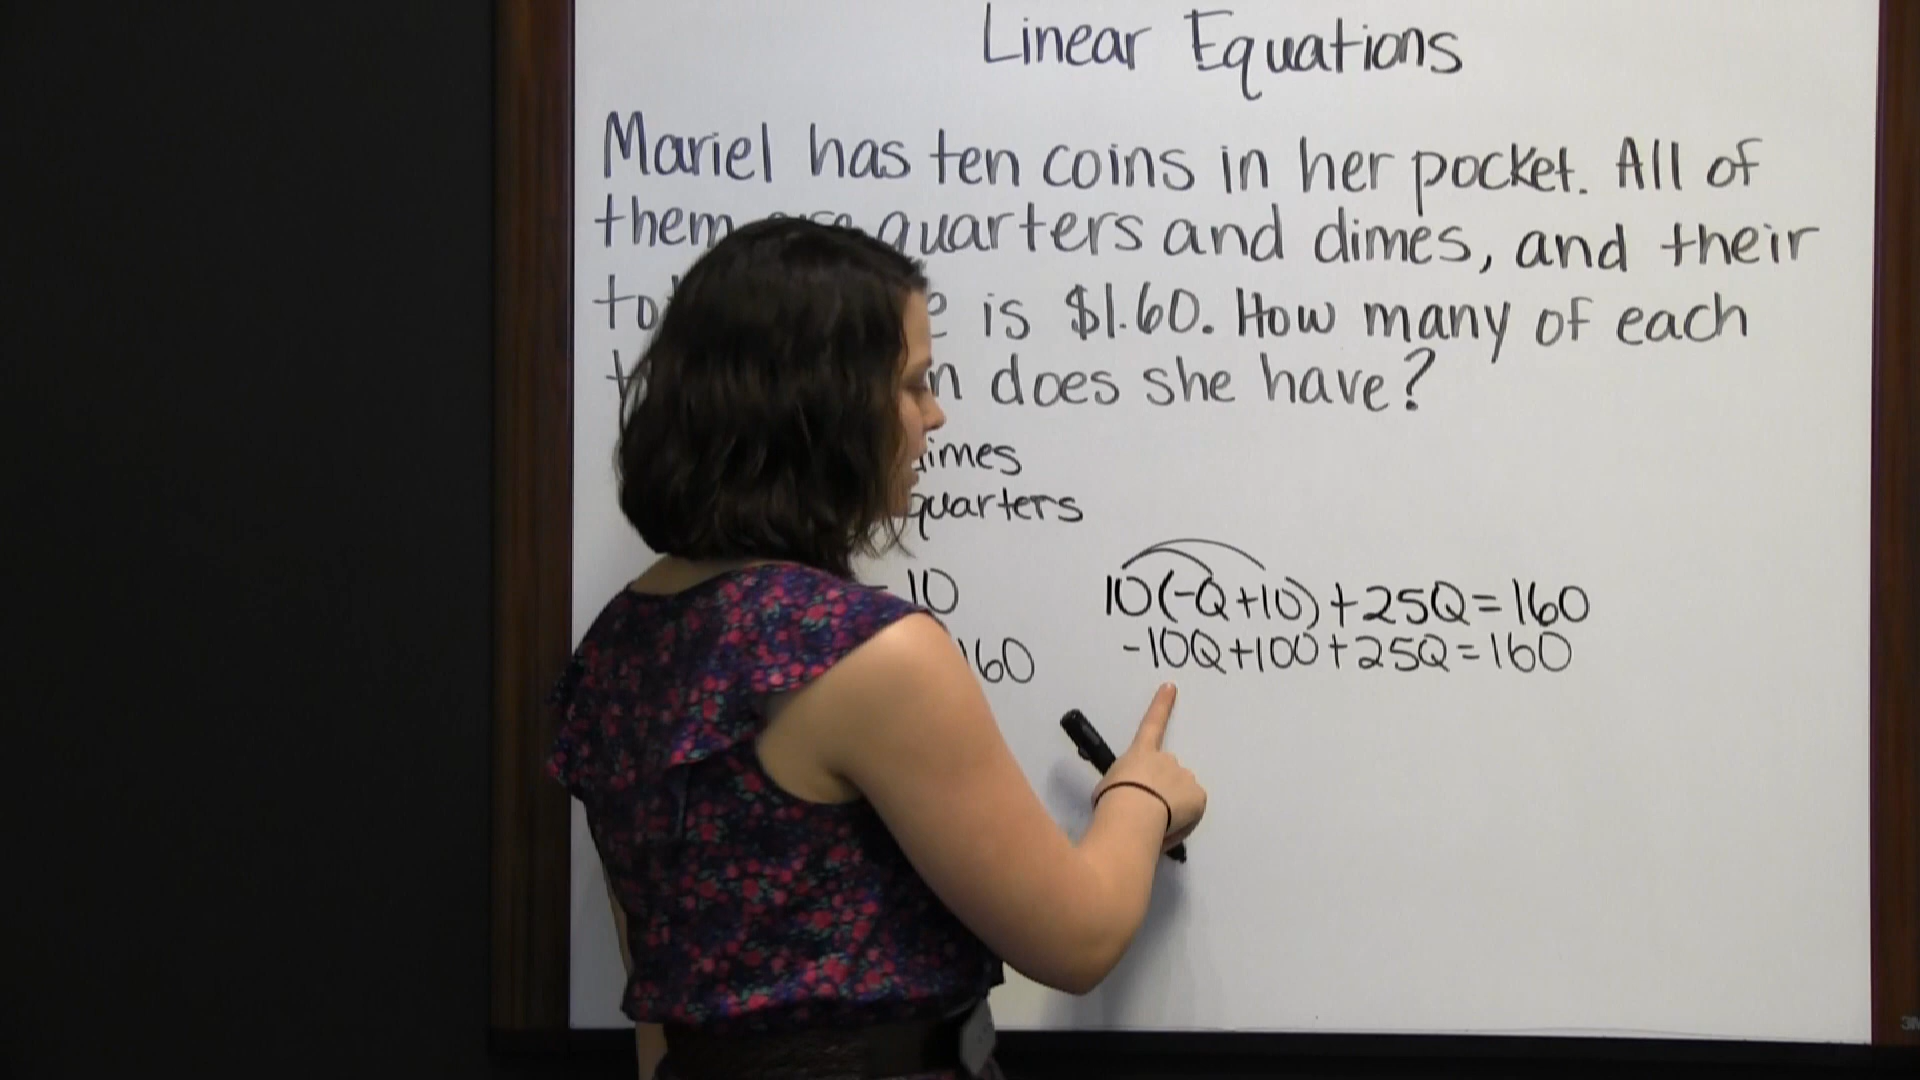 Linear Equations
Mariel has ten coins in her pocket. All of
them quarters and dimes, and their
is $1.60. How many of each
does she have?
quarters
10
10(-Q+10)+25Q=160
160
-10Q+100+25Q=160
3M